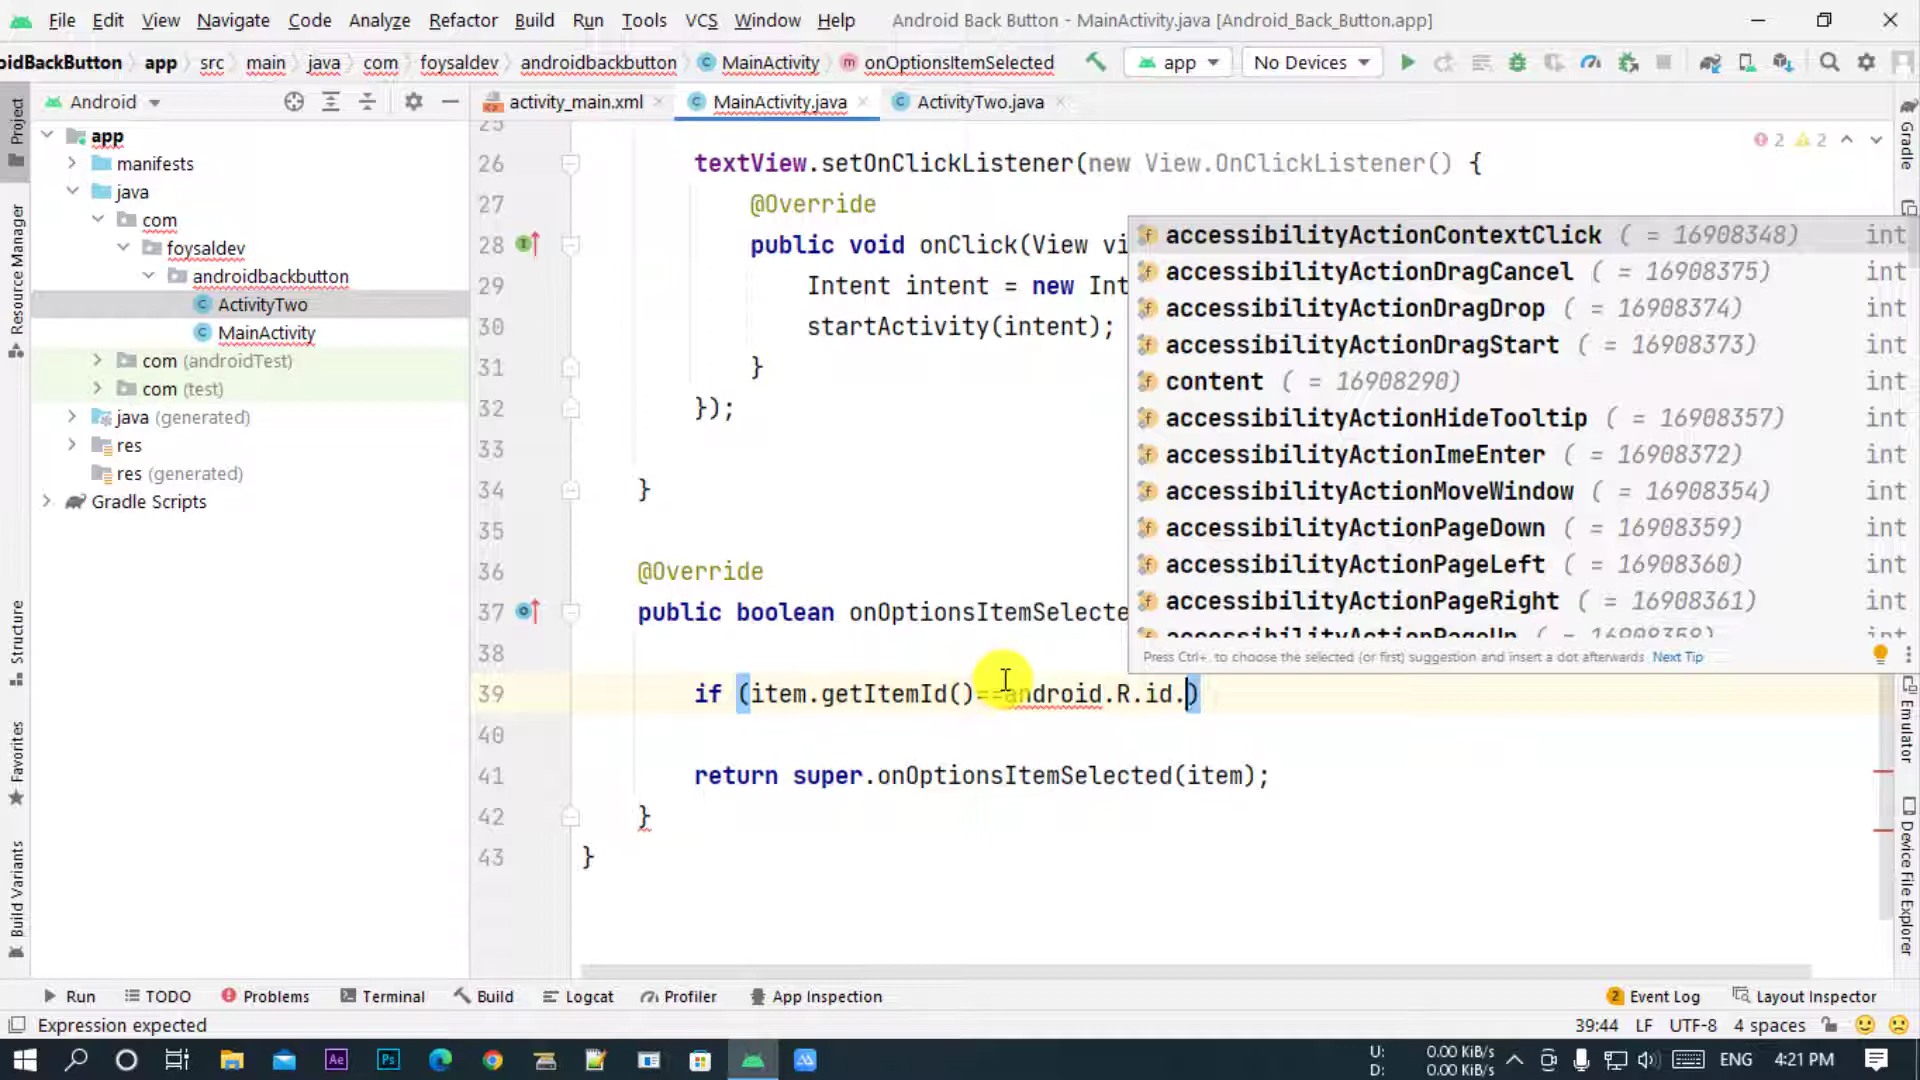 File Edit View Navigate Code Analyze Refactor Build Run Tools VCS Window Help Android Back Button - MainActivity.java [Android_Back_Button.app]
oidBackButton app src main java com foysaldev androidbackbutton MainActivity onOptionsItemSelected app No Devices
Android activity_main.xml MainActivity.java ActivityTwo.java
Project
Resource Manager
Structure
Favorites
Build Variants
app
manifests
java
com
foysaldev
androidbackbutton
ActivityTwo
MainActivity
com (androidTest)
com (test)
java (generated)
res
res (generated)
Gradle Scripts
2 2
25
26 textView.setOnClickListener(new View.OnClickListener() {
27 @Override
28 public void onClick(View vi
29 Intent intent = new Int
30 startActivity(intent);
31 }
32 });
33
34 }
35
36 @Override
37 public boolean onOptionsItemSelecte
38
39 if (item.getItemId()==android.R.id.)
40
41 return super.onOptionsItemSelected(item);
42 }
43 }
accessibilityActionContextClick ( = 16908348) int
accessibilityActionDragCancel ( = 16908375) int
accessibilityActionDragDrop ( = 16908374) int
accessibilityActionDragStart ( = 16908373) int
content ( = 16908290) int
accessibilityActionHideTooltip ( = 16908357) int
accessibilityActionImeEnter ( = 16908372) int
accessibilityActionMoveWindow ( = 16908354) int
accessibilityActionPageDown ( = 16908359) int
accessibilityActionPageLeft ( = 16908360) int
accessibilityActionPageRight ( = 16908361) int
accessibilityActionPageUp ( = 16908358) int
Press Ctrl+. to choose the selected (or first) suggestion and insert a dot afterwards Next Tip
Gradle
Emulator
Device File Explorer
Run TODO Problems Terminal Build Logcat Profiler App Inspection 2 Event Log Layout Inspector
Expression expected 39:44 LF UTF-8 4 spaces
Ae Ps U: 0.00 KiB/s
D: 0.00 KiB/s ENG 4:21 PM